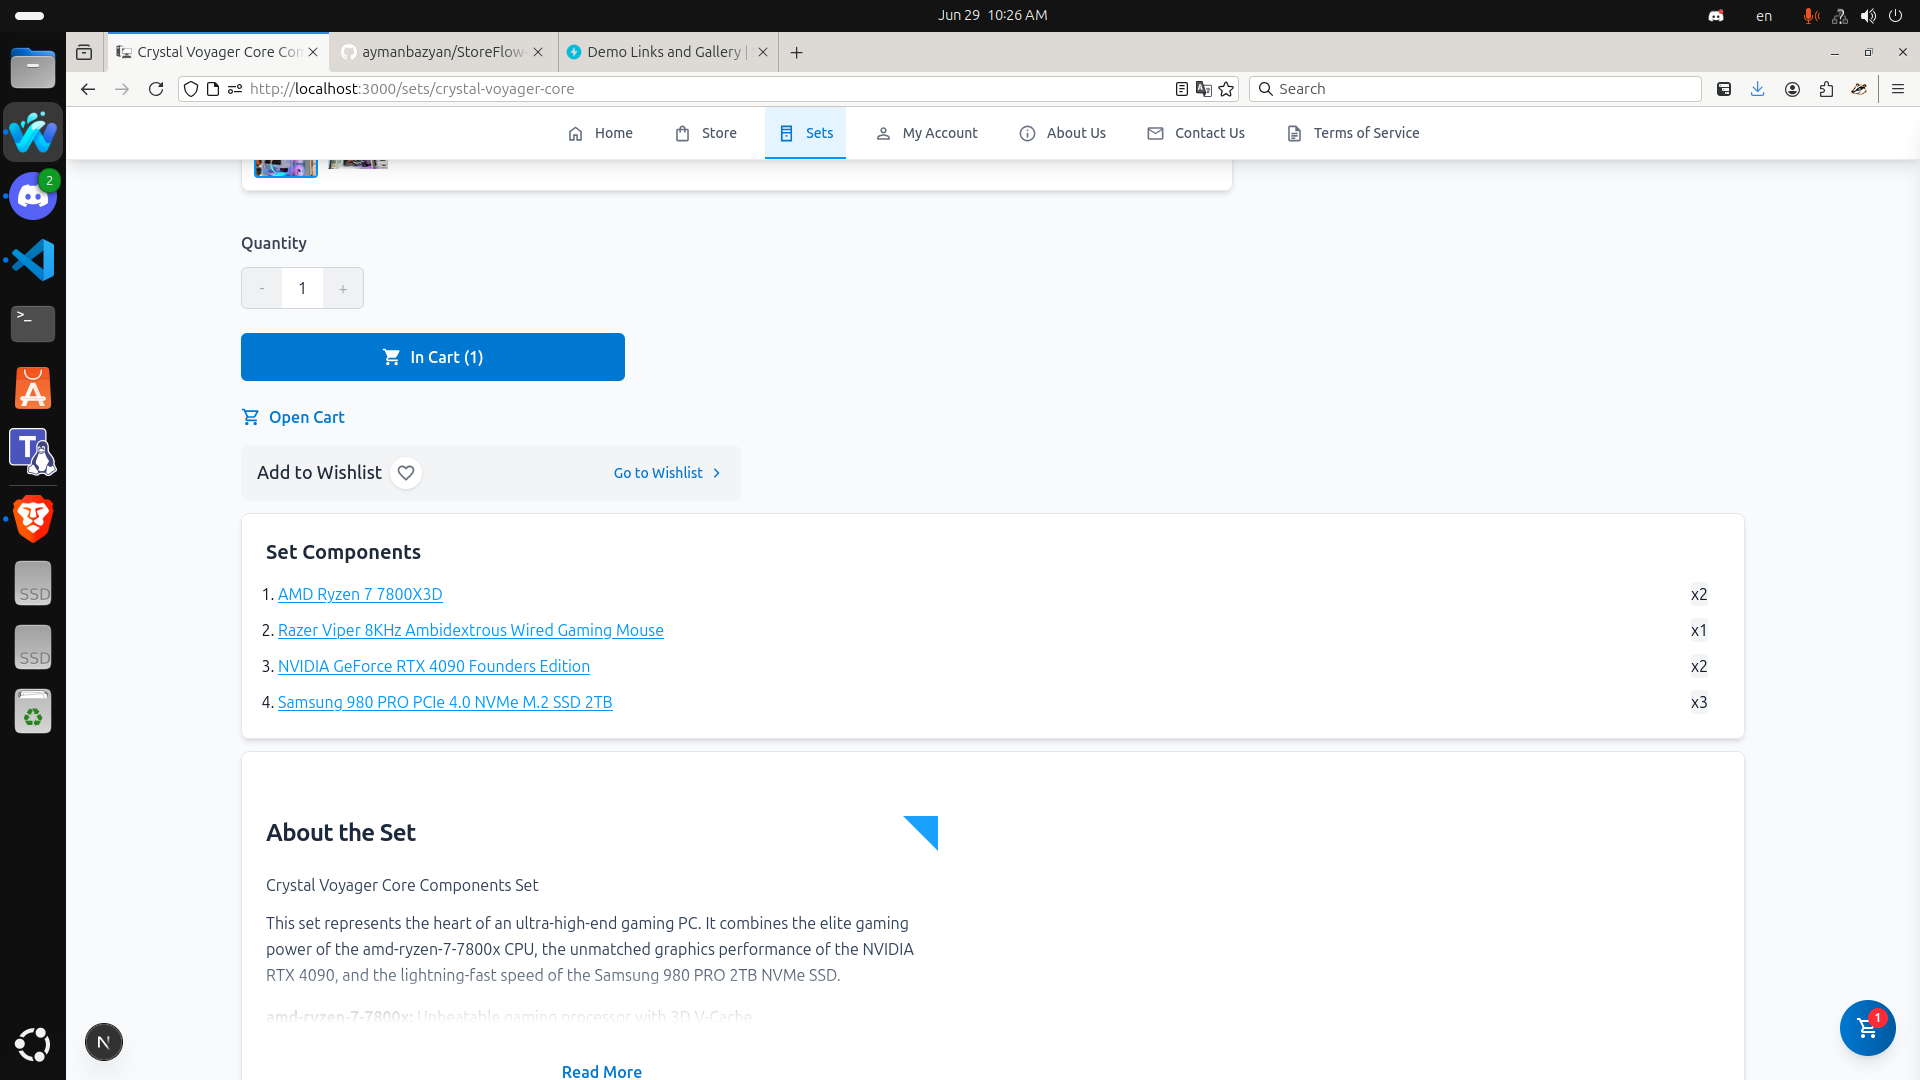 Jun 29 10:26 AM
en
Crystal Voyager Core Con
aymanbazyan/StoreFlow-
Demo Links and Gallery |
http://localhost:3000/sets/crystal-voyager-core
Search
Home
Store
Sets
My Account
About Us
Contact Us
Terms of Service
2
>_
A
T
SSD
SSD
Quantity
- 1 +
In Cart (1)
Open Cart
Add to Wishlist
Go to Wishlist
Set Components
1. AMD Ryzen 7 7800X3D x2
2. Razer Viper 8KHz Ambidextrous Wired Gaming Mouse x1
3. NVIDIA GeForce RTX 4090 Founders Edition x2
4. Samsung 980 PRO PCIe 4.0 NVMe M.2 SSD 2TB x3
About the Set
Crystal Voyager Core Components Set
This set represents the heart of an ultra-high-end gaming PC. It combines the elite gaming
power of the amd-ryzen-7-7800x CPU, the unmatched graphics performance of the NVIDIA
RTX 4090, and the lightning-fast speed of the Samsung 980 PRO 2TB NVMe SSD.
amd-ryzen-7-7800x: Unbeatable gaming processor with 3D V-Cache
Read More
N
1